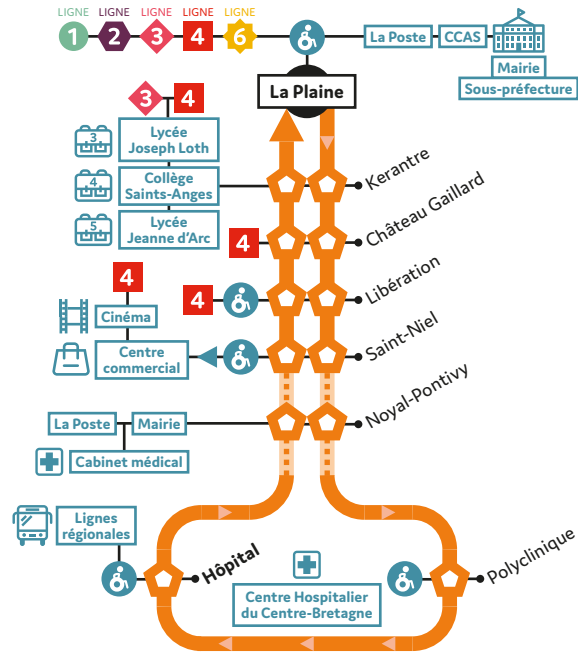 LIGNE LIGNE LIGNE LIGNE LIGNE
1 2 3 4 6
La Poste CCAS
Mairie
Sous-préfecture
La Plaine
3 4
3
Lycée
Joseph Loth
4
Collège
Saints-Anges
5
Lycée
Jeanne d'Arc
Kerantre
4
Château Gaillard
4
4
Libération
Cinéma
Centre
commercial
Saint-Niel
La Poste Mairie
Cabinet médical
Noyal-Pontivy
Lignes
régionales
Hôpital
Centre Hospitalier
du Centre-Bretagne
Polyclinique